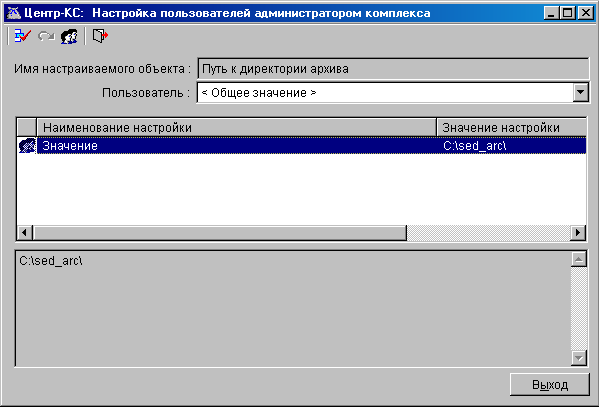 Центр-КС: Настройка пользователей администратором комплекса
Имя настраиваемого объекта : Путь к директории архива
Пользователь : < Общее значение >
Наименование настройки Значение настройки
Значение C:\sed_arc\
C:\sed_arc\
Выход